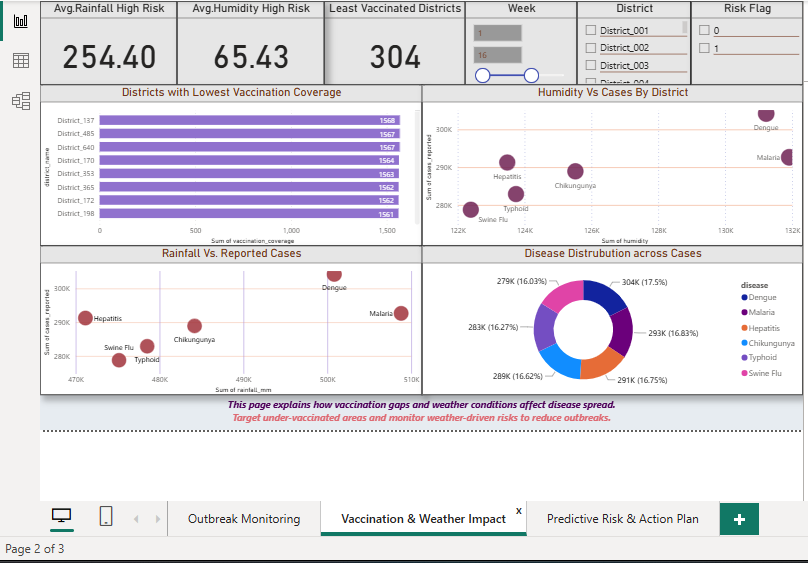 Avg.Rainfall High Risk
Avg.Humidity High Risk
Least Vaccinated Districts
Week
District
Risk Flag
254.40
65.43
304
1
16
District_001
District_002
District_003
0
1
Districts with Lowest Vaccination Coverage
district_name
District_137
1568
District_485
1567
District_640
1567
District_170
1564
District_353
1563
District_365
1562
District_172
1562
District_198
1561
0
500
1,000
1,500
Sum of vaccination_coverage
Humidity Vs Cases By District
Sum of cases_reported
300K
290K
280K
Dengue
Malaria
Hepatitis
Chikungunya
Typhoid
Swine Flu
122K
124K
126K
128K
130K
132K
Sum of humidity
Rainfall Vs. Reported Cases
Sum of cases_reported
300K
290K
280K
Dengue
Hepatitis
Malaria
Chikungunya
Swine Flu
Typhoid
470K
480K
490K
500K
510K
Sum of rainfall_mm
Disease Distrubution across Cases
279K (16.03%)
304K (17.5%)
283K (16.27%)
293K (16.83%)
289K (16.62%)
291K (16.75%)
disease
Dengue
Malaria
Hepatitis
Chikungunya
Typhoid
Swine Flu
This page explains how vaccination gaps and weather conditions affect disease spread.
Target under-vaccinated areas and monitor weather-driven risks to reduce outbreaks.
Outbreak Monitoring
Vaccination & Weather Impact
x
Predictive Risk & Action Plan
+
Page 2 of 3